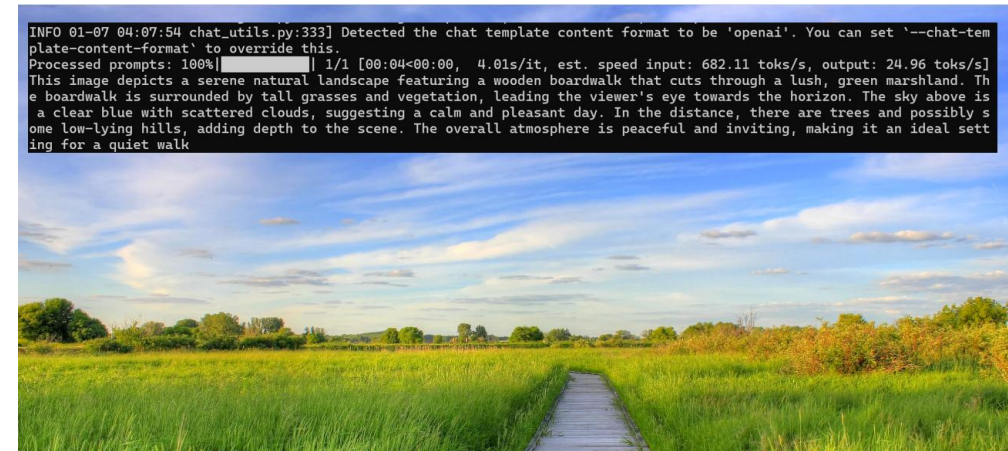 INFO 01-07 04:07:54 chat_utils.py:333] Detected the chat template content format to be 'openai'. You can set `--chat-tem
plate-content-format` to override this.
Processed prompts: 100%|██████████| 1/1 [00:04<00:00,  4.01s/it, est. speed input: 682.11 toks/s, output: 24.96 toks/s]
This image depicts a serene natural landscape featuring a wooden boardwalk that cuts through a lush, green marshland. Th
e boardwalk is surrounded by tall grasses and vegetation, leading the viewer's eye towards the horizon. The sky above is
 a clear blue with scattered clouds, suggesting a calm and pleasant day. In the distance, there are trees and possibly s
ome low-lying hills, adding depth to the scene. The overall atmosphere is peaceful and inviting, making it an ideal sett
ing for a quiet walk